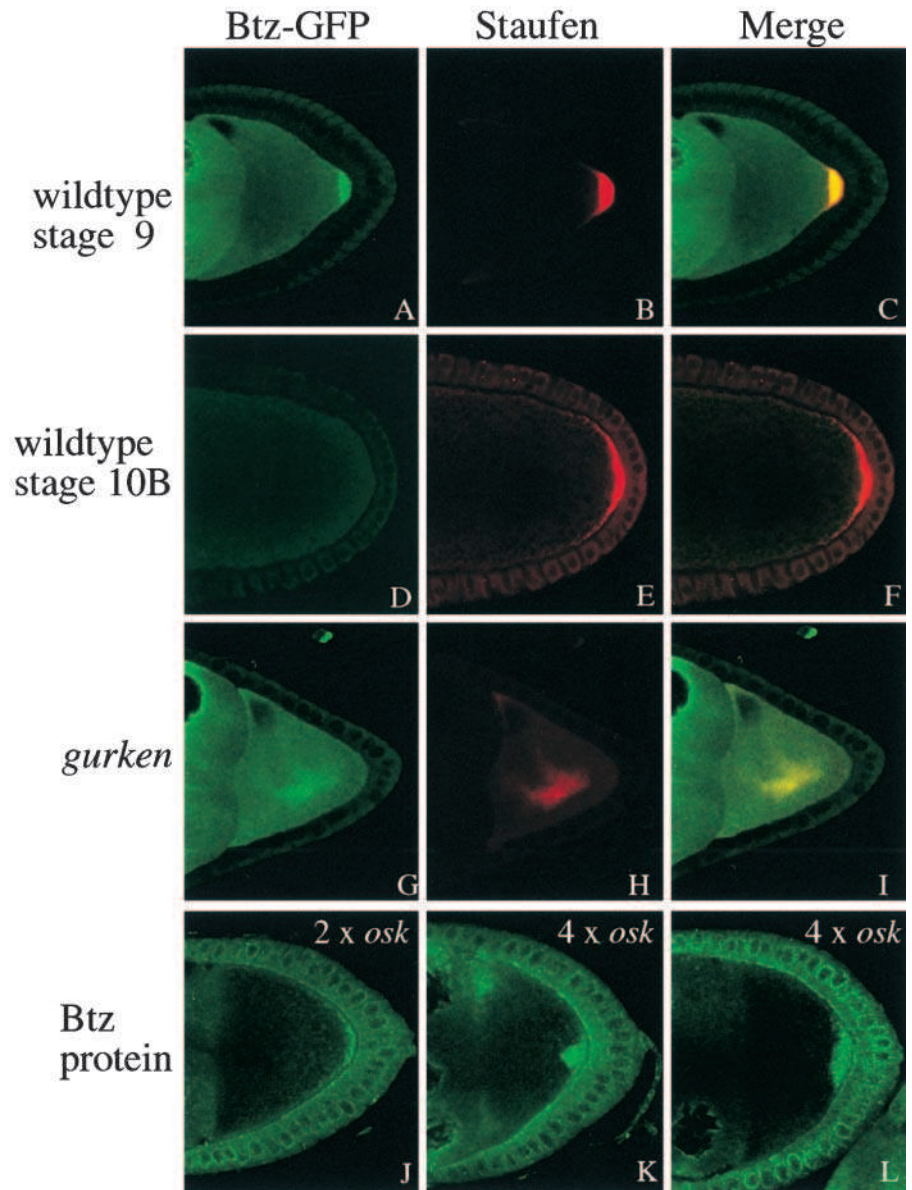 Btz-GFP Staufen Merge
wildtype
stage 9
A B C
wildtype
stage 10B
D E F
gurken
G H I
2 x osk 4 x osk 4 x osk
Btz
protein
J K L